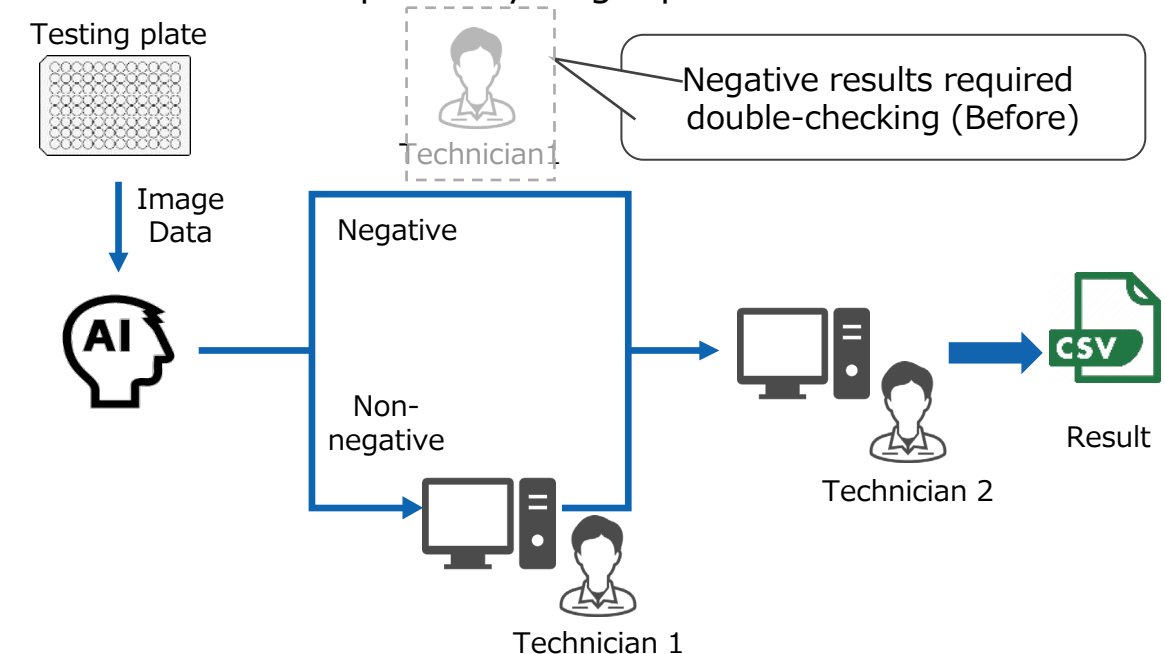 Testing plate
Technician1
Negative results required
double-checking (Before)
Image
Data
Negative
AI
CSV
Non-
negative
Result
Technician 2
Technician 1